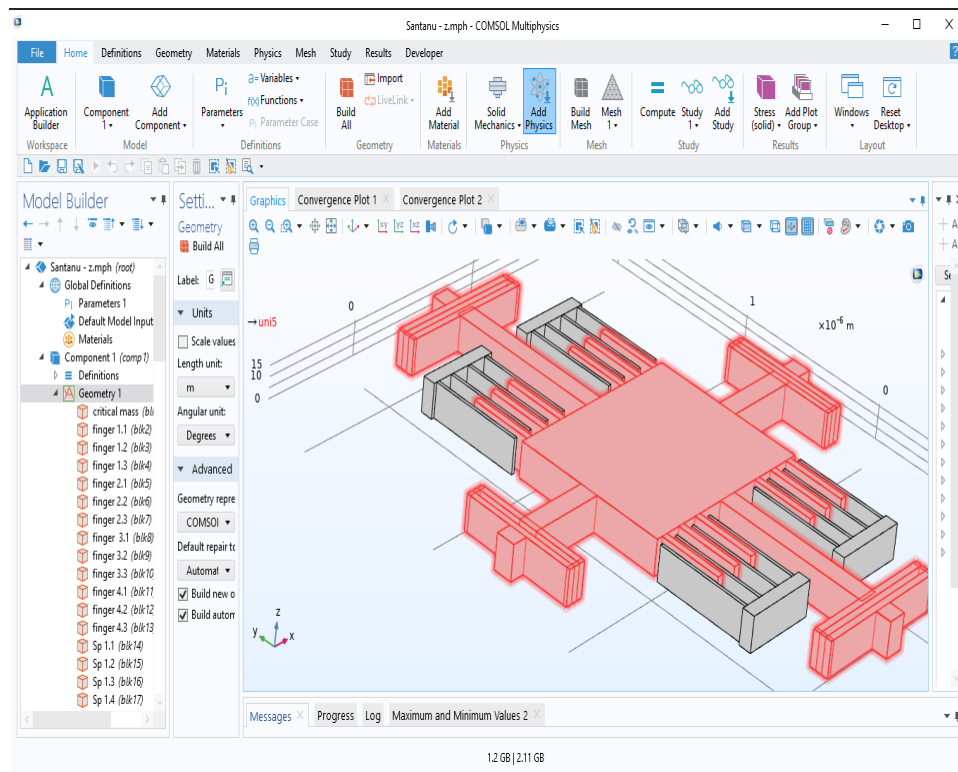 Santanu - z.mph - COMSOL Multiphysics
File Home Definitions Geometry Materials Physics Mesh Study Results Developer
A Pi a= Variables Import
f(x) Functions LiveLink
Pi Parameter Case
Application Builder
Component 1
Add Component
Parameters
Build All
Add Material
Solid Mechanics
Add Physics
Build Mesh
Mesh 1
Compute
Study 1
Add Study
Stress (solid)
Add Plot Group
Windows
Reset Desktop
Workspace Model Definitions Geometry Materials Physics Mesh Study Results Layout
Model Builder
Santanu - z.mph (root)
Global Definitions
Pi Parameters 1
Default Model Input
Materials
Component 1 (comp1)
Definitions
Geometry 1
critical mass (bl
finger 1.1 (blk2)
finger 1.2 (blk3)
finger 1.3 (blk4)
finger 2.1 (blk5)
finger 2.2 (blk6)
finger 2.3 (blk7)
finger 3.1 (blk8)
finger 3.2 (blk9)
finger 3.3 (blk10
finger 4.1 (blk11
finger 4.2 (blk12
finger 4.3 (blk13
Sp 1.1 (blk14)
Sp 1.2 (blk15)
Sp 1.3 (blk16)
Sp 1.4 (blk17)
Setti...
Geometry
Build All
Label: G
Units
Scale values
Length unit:
m
Angular unit:
Degrees
Advanced
Geometry repre
COMSOI
Default repair to
Automat
Build new o
Build autom
Graphics Convergence Plot 1 Convergence Plot 2
xy yz xz
uni5
0
1
x10⁻⁶ m
15
10
0
0
z
y
x
Messages Progress Log Maximum and Minimum Values 2
1.2 GB | 2.11 GB